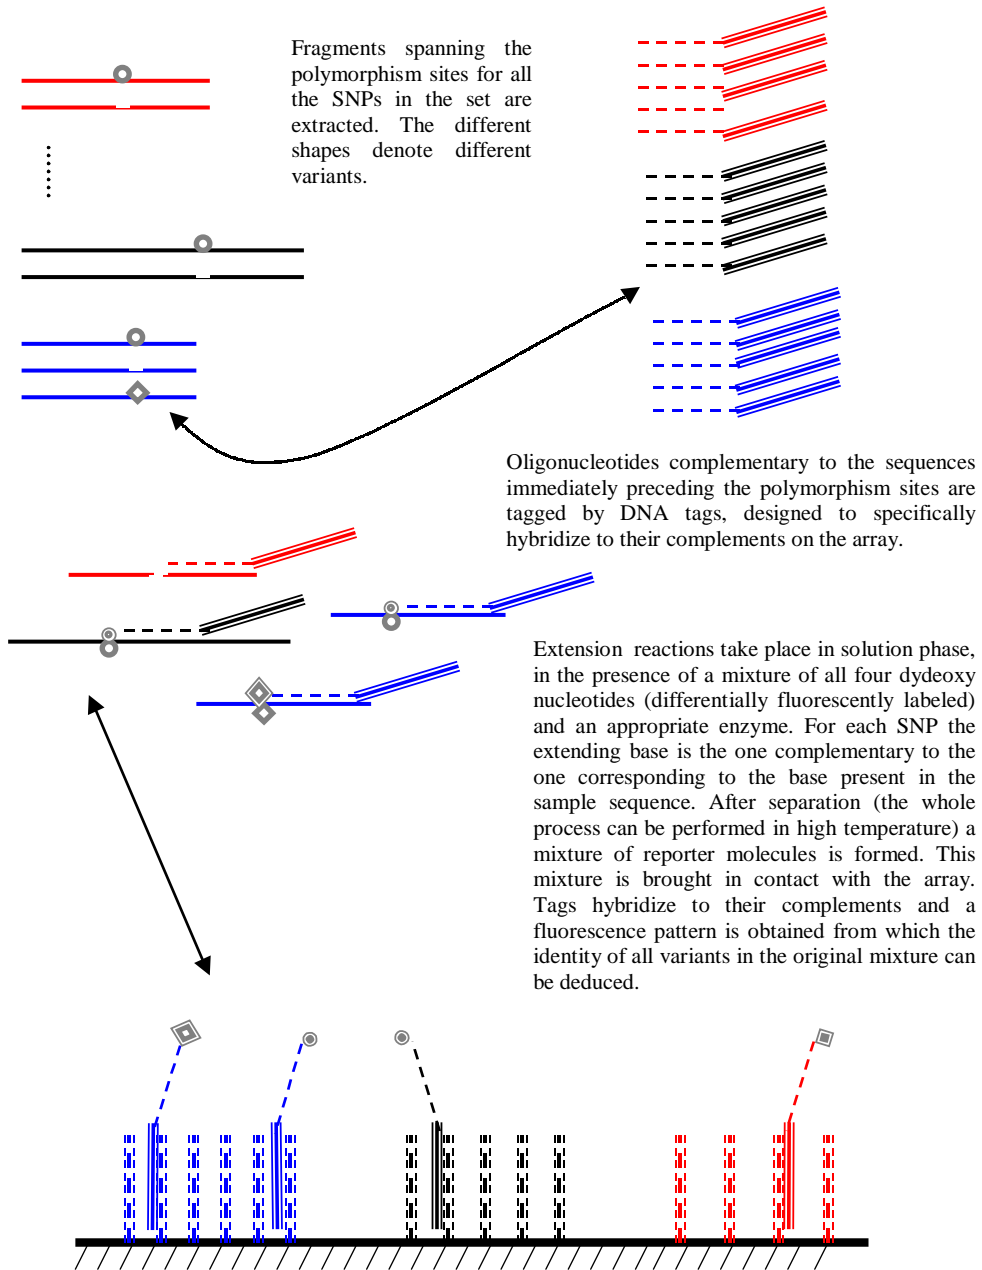 Fragments spanning the
polymorphism sites for all
the SNPs in the set are
extracted. The different
shapes denote different
variants.
Oligonucleotides complementary to the sequences
immediately preceding the polymorphism sites are
tagged by DNA tags, designed to specifically
hybridize to their complements on the array.
Extension reactions take place in solution phase,
in the presence of a mixture of all four dydeoxy
nucleotides (differentially fluorescently labeled)
and an appropriate enzyme. For each SNP the
extending base is the one complementary to the
one corresponding to the base present in the
sample sequence. After separation (the whole
process can be performed in high temperature) a
mixture of reporter molecules is formed. This
mixture is brought in contact with the array.
Tags hybridize to their complements and a
fluorescence pattern is obtained from which the
identity of all variants in the original mixture can
be deduced.